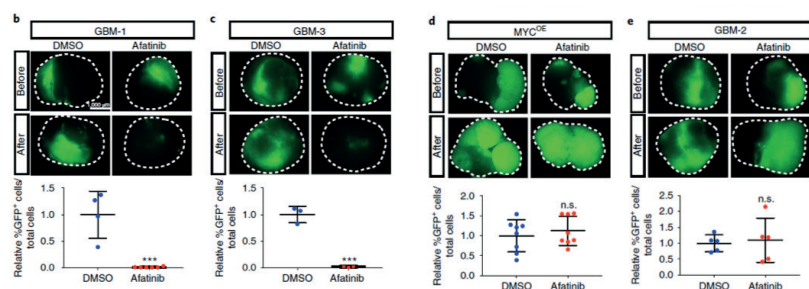 b GBM-1
DMSO Afatinib
Before
After
Relative %GFP+ cells/
total cells
1.5
1.0
0.5
0
***
DMSO Afatinib
c GBM-3
DMSO Afatinib
Before
After
Relative %GFP+ cells/
total cells
1.5
1.0
0.5
0
***
DMSO Afatinib
d MYCOE
DMSO Afatinib
Before
After
Relative %GFP+ cells/
total cells
2.0
1.5
1.0
0.5
0
n.s.
DMSO Afatinib
e GBM-2
DMSO Afatinib
Before
After
Relative %GFP+ cells/
total cells
2.5
2.0
1.5
1.0
0.5
0
n.s.
DMSO Afatinib